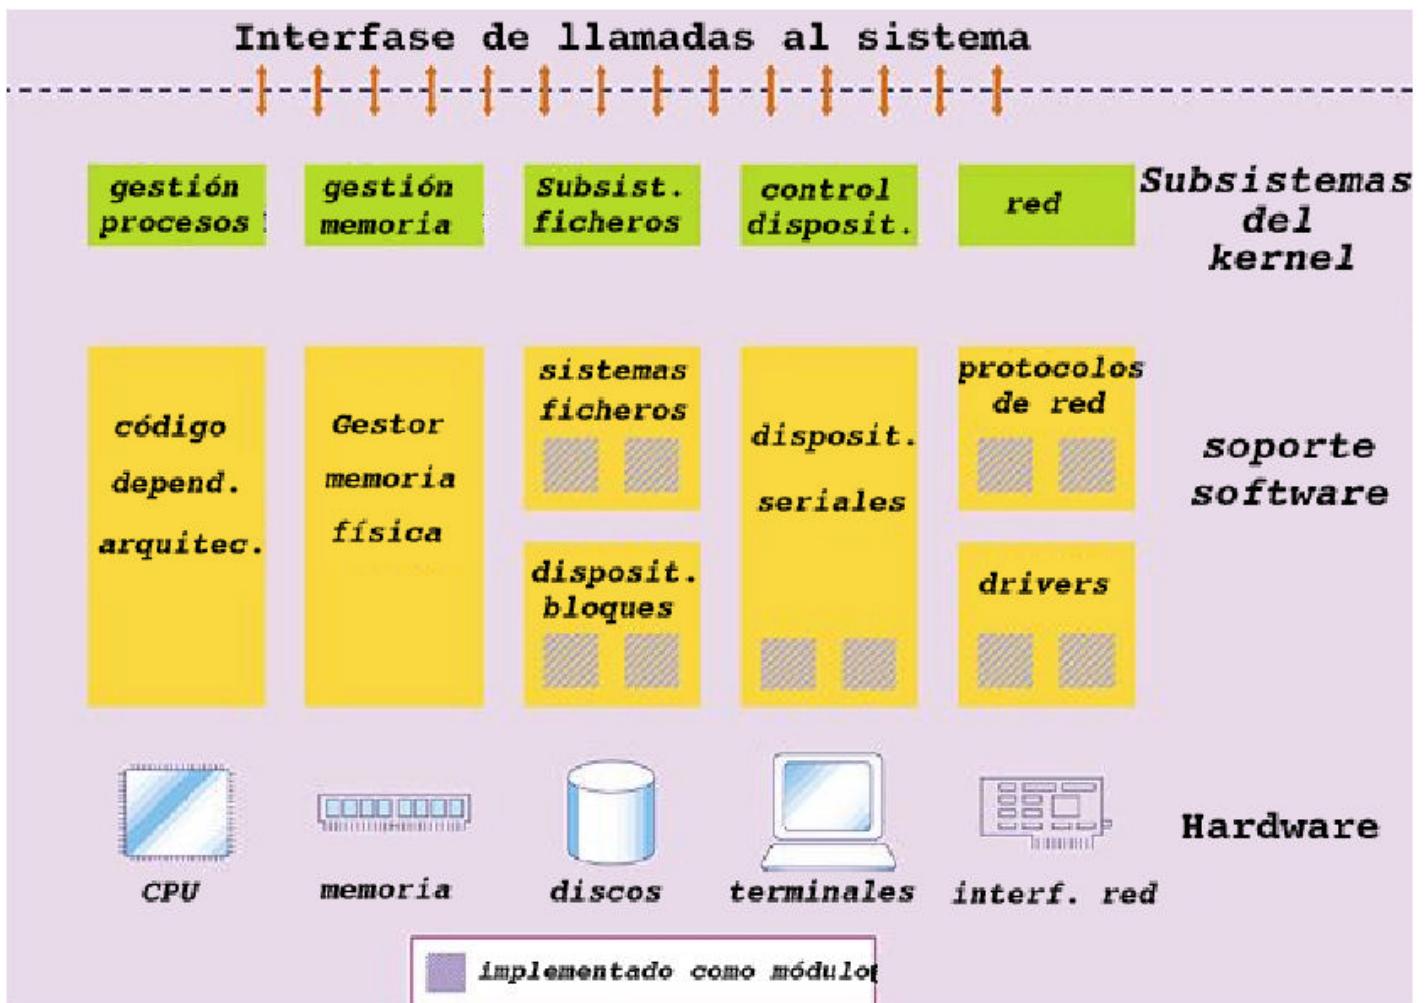 Interfase de llamadas al sistema
gestión
procesos
gestión
memoria
Subsist.
ficheros
control
disposit.
red
Subsistemas
del
kernel
código
depend.
arquitec.
Gestor
memoria
física
sistemas
ficheros
disposit.
bloques
disposit.
seriales
protocolos
de red
drivers
soporte
software
CPU
memoria
discos
terminales
interf. red
Hardware
implementado como módulo